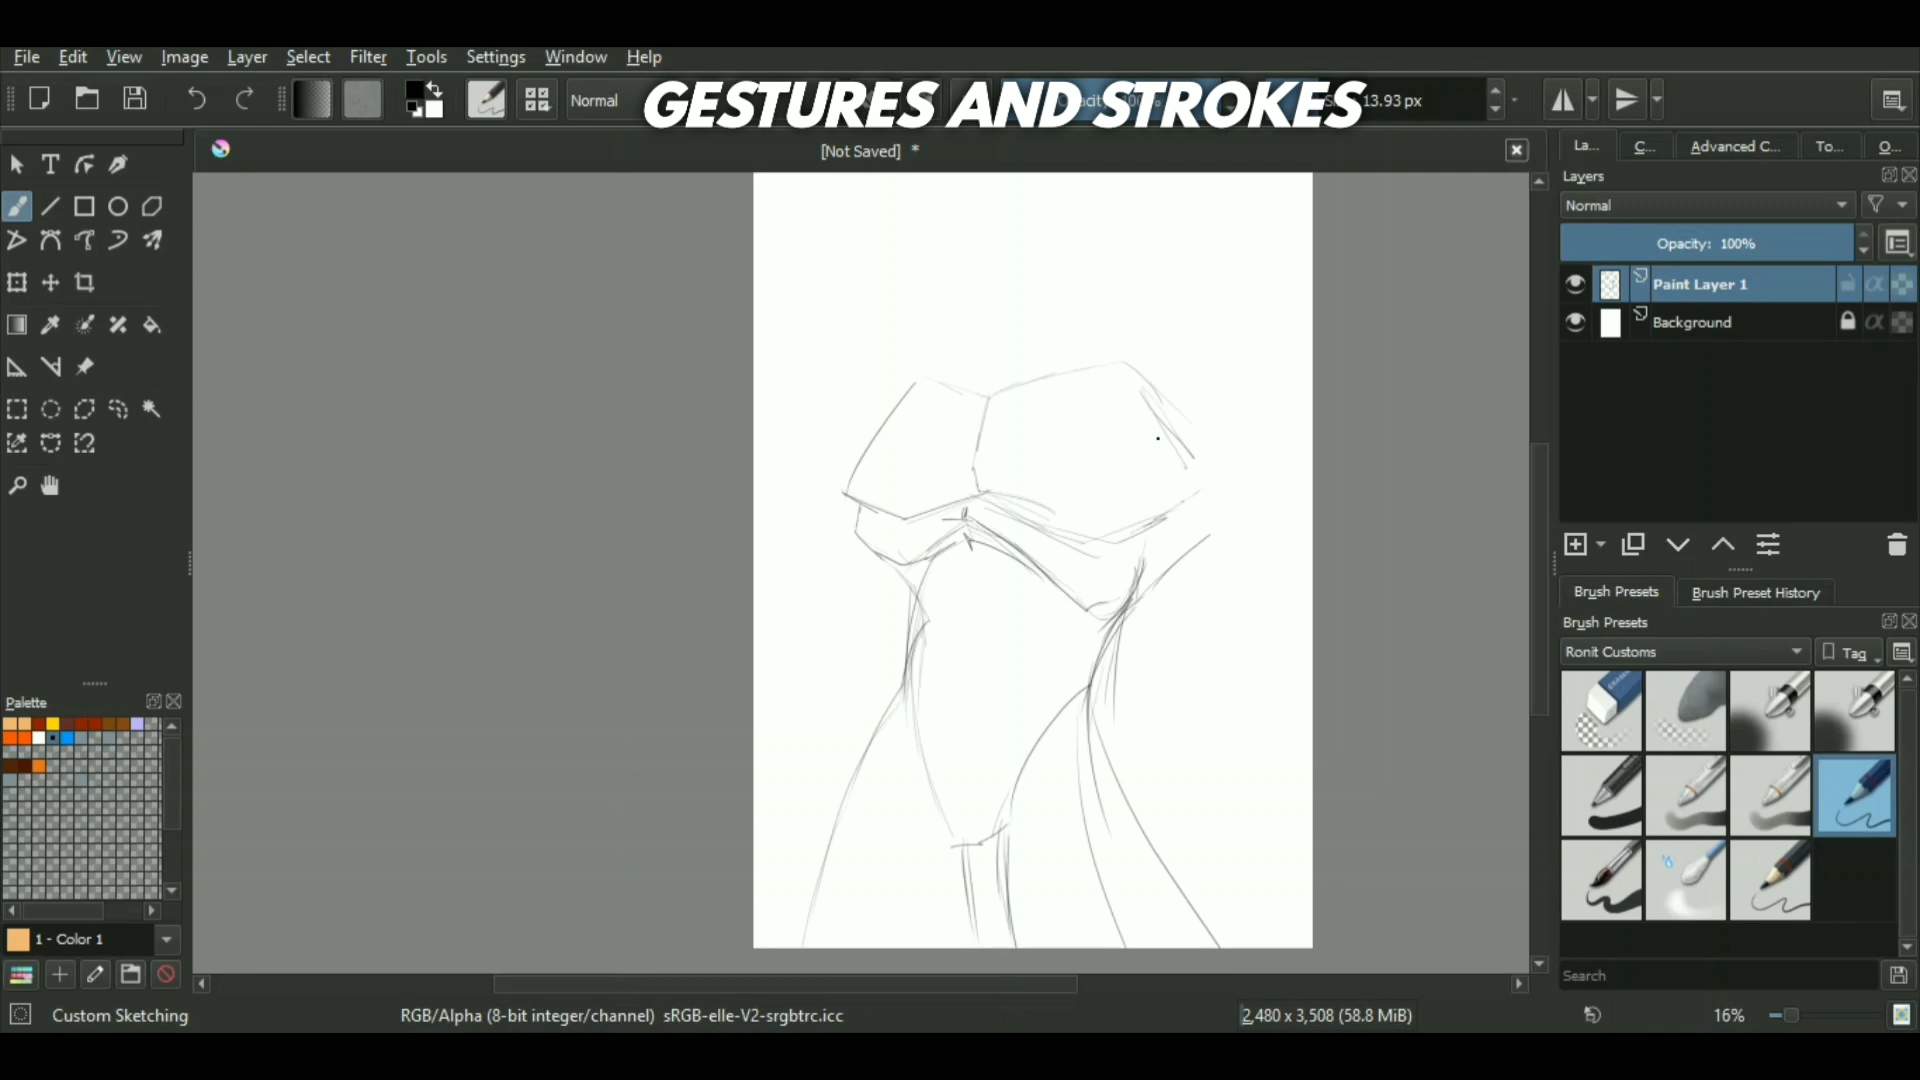 File Edit View Image Layer Select Filter Tools Settings Window Help
Normal
GESTURES AND STROKES
13.93 px
[Not Saved] *
La... C... Advanced C... To... O...
Layers
Normal
Opacity: 100%
Paint Layer 1
Background
Brush Presets Brush Preset History
Brush Presets
Ronit Customs
Tag
Palette
1 - Color 1
Search
Custom Sketching
RGB/Alpha (8-bit integer/channel) sRGB-elle-V2-srgbtrc.icc
2,480 x 3,508 (58.8 MiB)
16%